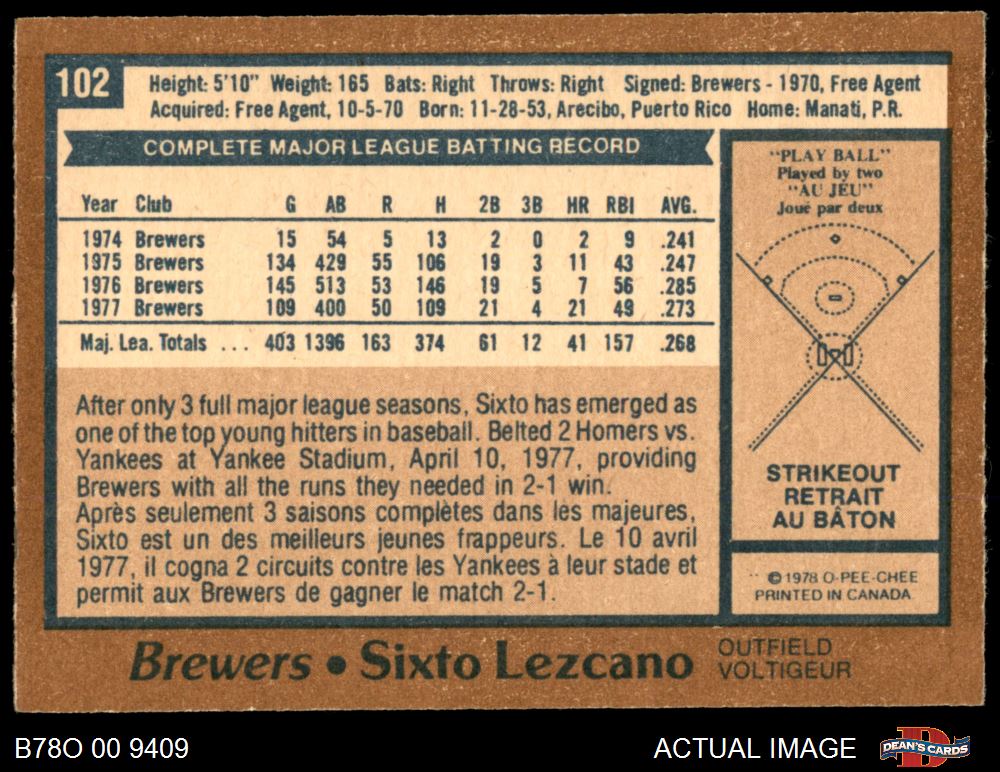 102
Height: 5'10" Weight: 165 Bats: Right Throws: Right Signed: Brewers - 1970, Free Agent
Acquired: Free Agent, 10-5-70 Born: 11-28-53, Arecibo, Puerto Rico Home: Manati, P.R.
COMPLETE MAJOR LEAGUE BATTING RECORD
Year Club G AB R H 2B 3B HR RBI AVG.
1974 Brewers 15 54 5 13 2 0 2 9 .241
1975 Brewers 134 429 55 106 19 3 11 43 .247
1976 Brewers 145 513 53 146 19 5 7 56 .285
1977 Brewers 109 400 50 109 21 4 21 49 .273
Maj. Lea. Totals ... 403 1396 163 374 61 12 41 157 .268
After only 3 full major league seasons, Sixto has emerged as
one of the top young hitters in baseball. Belted 2 Homers vs.
Yankees at Yankee Stadium, April 10, 1977, providing
Brewers with all the runs they needed in 2-1 win.
Après seulement 3 saisons complètes dans les majeures,
Sixto est un des meilleurs jeunes frappeurs. Le 10 avril
1977, il cogna 2 circuits contre les Yankees à leur stade et
permit aux Brewers de gagner le match 2-1.
"PLAY BALL"
Played by two
"AU JEU"
Joué par deux
STRIKEOUT
RETRAIT
AU BÂTON
©1978 O-PEE-CHEE
PRINTED IN CANADA
Brewers • Sixto Lezcano
OUTFIELD
VOLTIGEUR
B78O 00 9409
ACTUAL IMAGE
DEAN'S CARDS